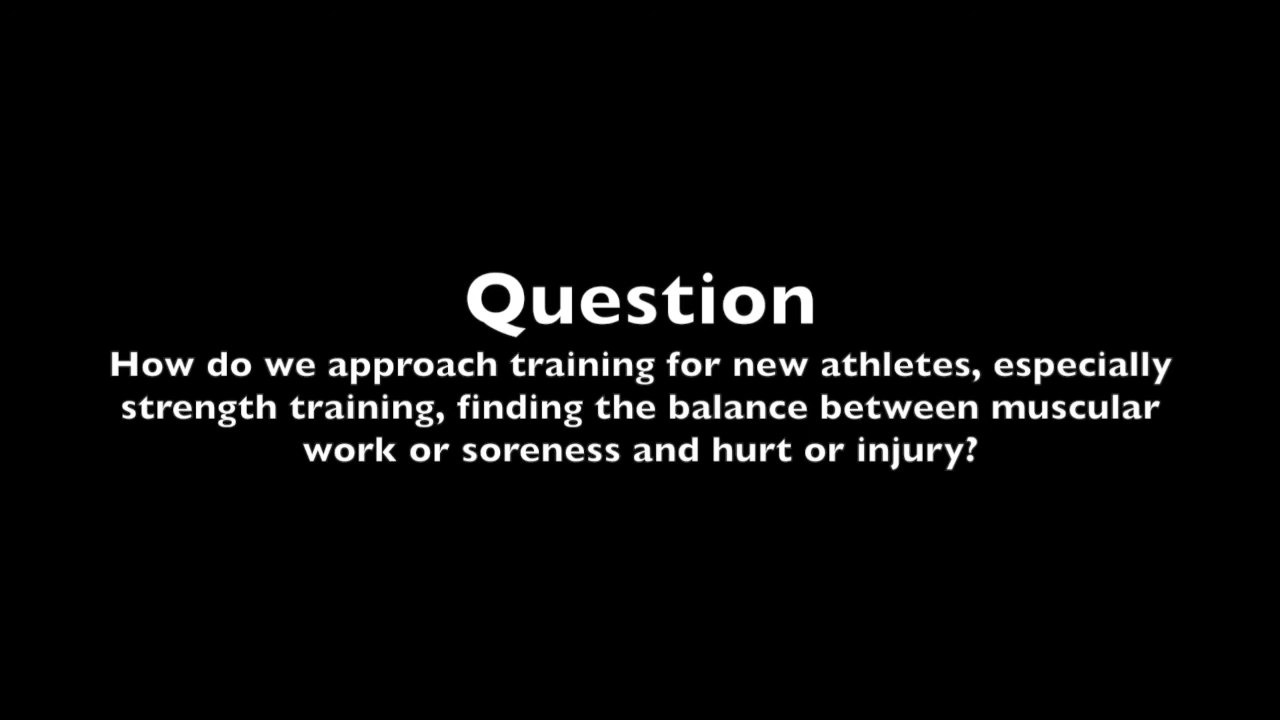 Question
How do we approach training for new athletes, especially
strength training, finding the balance between muscular
work or soreness and hurt or injury?